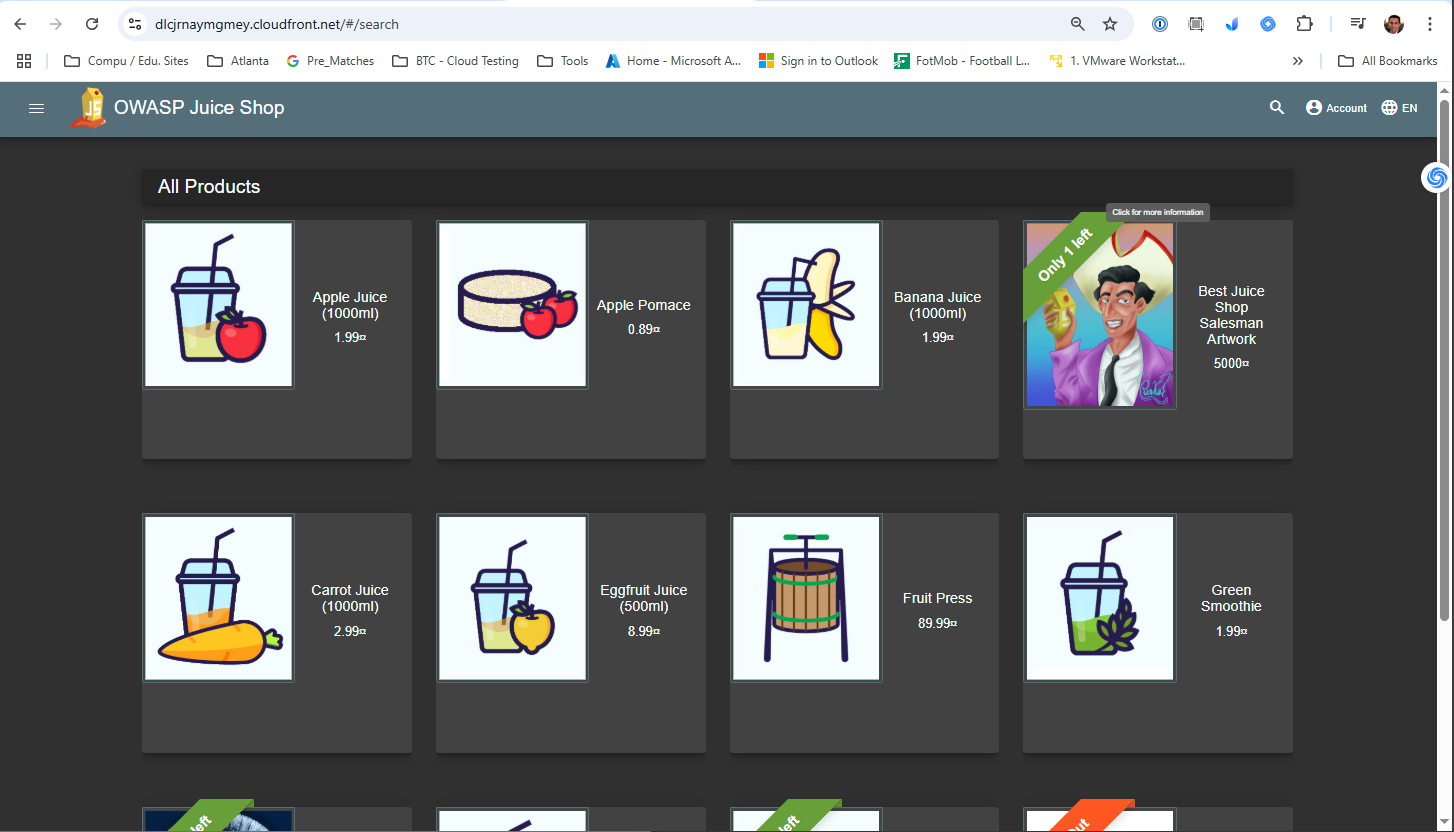 dlcjrnaymgmey.cloudfront.net/#/search
Compu / Edu. Sites
Atlanta
Pre_Matches
BTC - Cloud Testing
Tools
Home - Microsoft A...
Sign in to Outlook
FotMob - Football L...
1. VMware Workstat...
All Bookmarks
JS
OWASP Juice Shop
Account
EN
All Products
Click for more information
Apple Juice
(1000ml)
1.99¤
Apple Pomace
0.89¤
Banana Juice
(1000ml)
1.99¤
Only 1 left
Best Juice
Shop
Salesman
Artwork
5000¤
Carrot Juice
(1000ml)
2.99¤
Eggfruit Juice
(500ml)
8.99¤
Fruit Press
89.99¤
Green
Smoothie
1.99¤
left
left